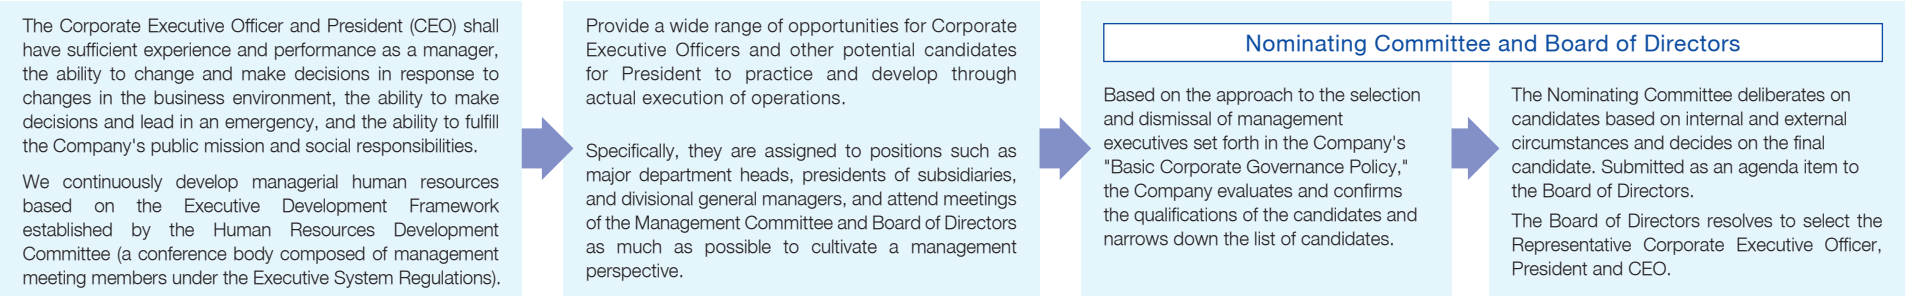 The Corporate Executive Officer and President (CEO) shall
have sufficient experience and performance as a manager,
the ability to change and make decisions in response to
changes in the business environment, the ability to make
decisions and lead in an emergency, and the ability to fulfill
the Company's public mission and social responsibilities.
We continuously develop managerial human resources
based on the Executive Development Framework
established by the Human Resources Development
Committee (a conference body composed of management
meeting members under the Executive System Regulations).
Provide a wide range of opportunities for Corporate
Executive Officers and other potential candidates
for President to practice and develop through
actual execution of operations.
Specifically, they are assigned to positions such as
major department heads, presidents of subsidiaries,
and divisional general managers, and attend meetings
of the Management Committee and Board of Directors
as much as possible to cultivate a management
perspective.
Nominating Committee and Board of Directors
Based on the approach to the selection
and dismissal of management
executives set forth in the Company's
"Basic Corporate Governance Policy,"
the Company evaluates and confirms
the qualifications of the candidates and
narrows down the list of candidates.
The Nominating Committee deliberates on
candidates based on internal and external
circumstances and decides on the final
candidate. Submitted as an agenda item to
the Board of Directors.
The Board of Directors resolves to select the
Representative Corporate Executive Officer,
President and CEO.